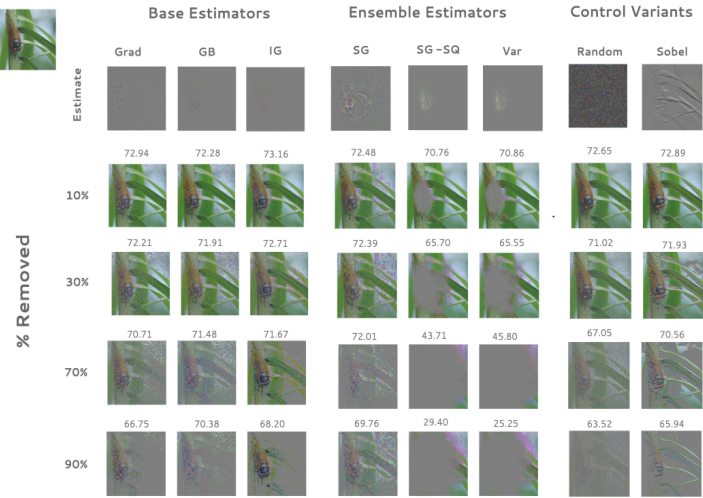 Base Estimators Ensemble Estimators Control Variants
Grad GB IG SG SG-SQ Var Random Sobel
Estimate
72.94 72.28 73.16 72.48 70.76 70.86 72.65 72.89
10%
72.21 71.91 72.71 72.39 65.70 65.55 71.02 71.93
30%
% Removed
70.71 71.48 71.67 72.01 43.71 45.80 67.05 70.56
70%
66.75 70.38 68.20 69.76 29.40 25.25 63.52 65.94
90%